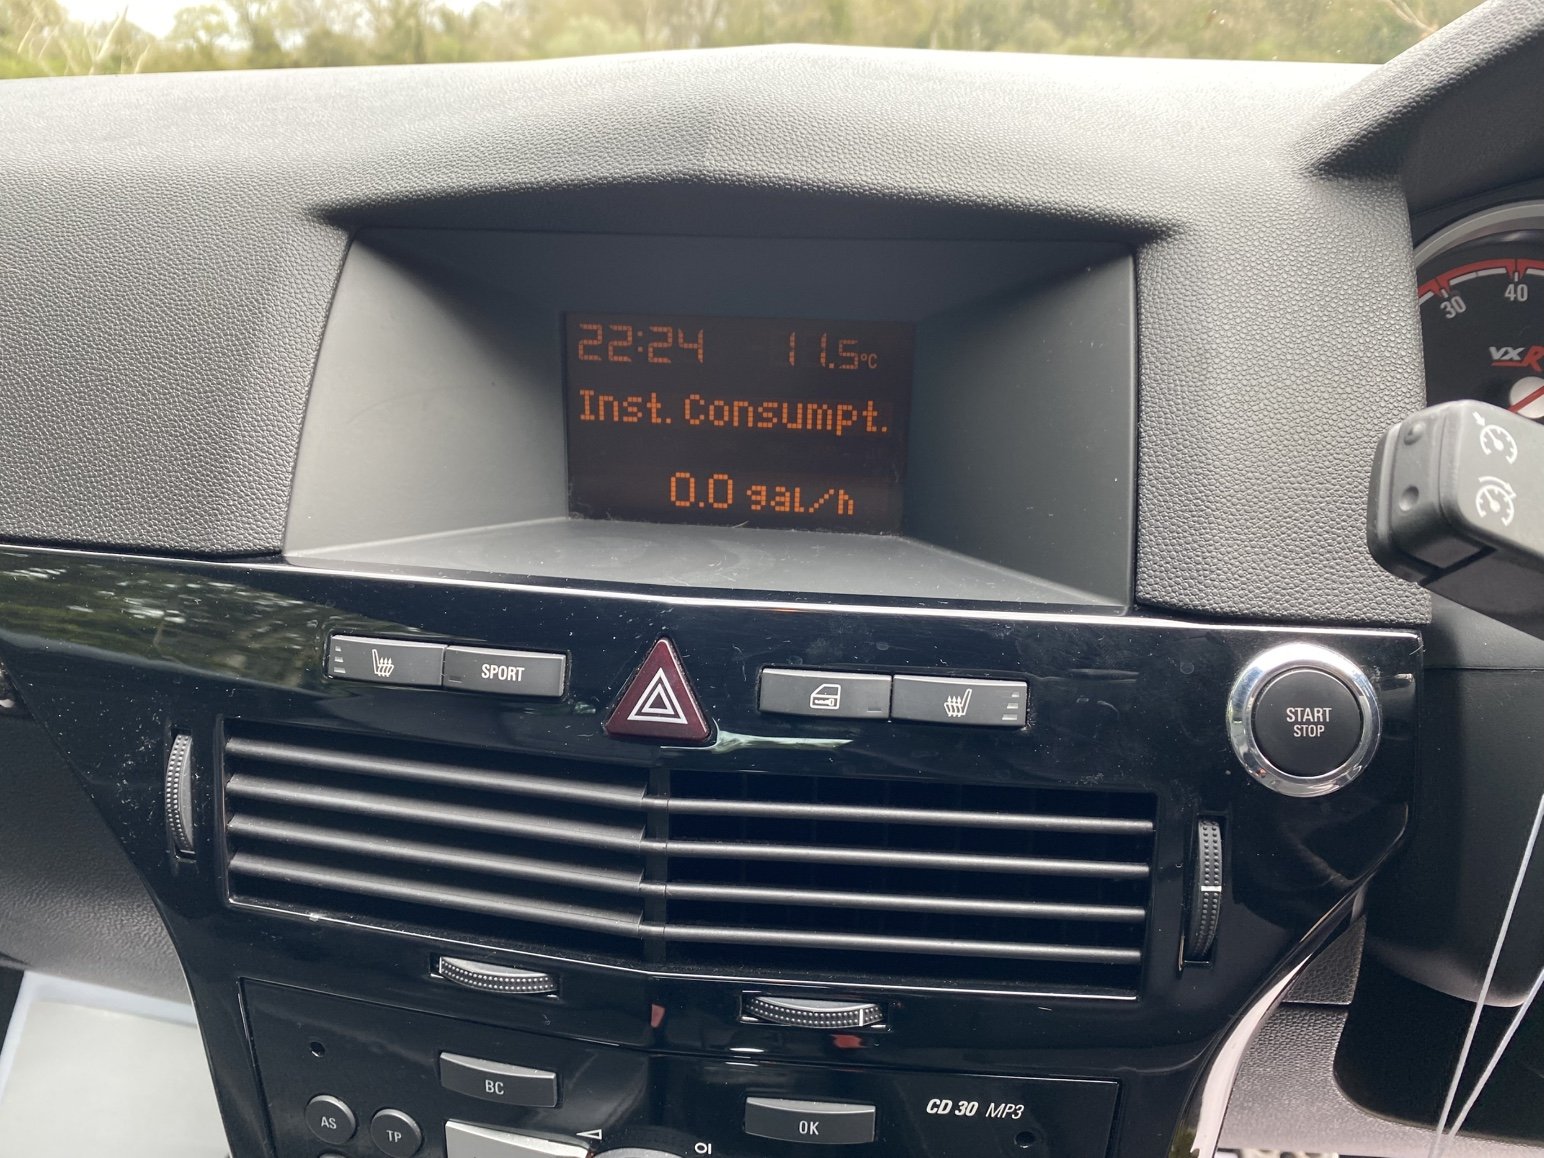 22:24 11.5°C
Inst. Consumpt.
0.0 gal/h
30 40
VXR
SPORT
START
STOP
BC
CD 30 MP3
AS
TP
OK